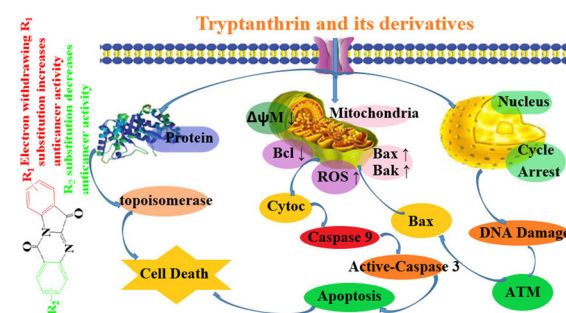 Tryptanthrin and its derivatives
R1 Electron withdrawing R1
substitution increases
anticancer activity
R2 substitution decreases
anticancer activity
O
N
N
O
R1
R2
Protein
topoisomerase
Cell Death
Mitochondria
ΔψM ↓
Bcl ↓
ROS ↑
Bax ↑
Bak ↑
Cytoc
Caspase 9
Active-Caspase 3
Apoptosis
Bax
Nucleus
Cycle
Arrest
DNA Damage
ATM